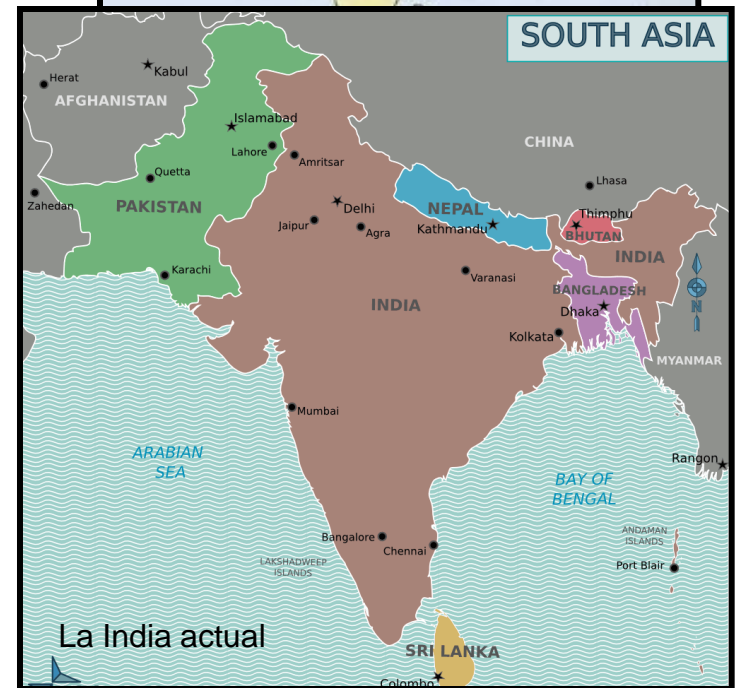 SOUTH ASIA
Kabul
Herat
AFGHANISTAN
Islamabad
CHINA
Lahore
Amritsar
Quetta
Lhasa
Zahedan
PAKISTAN
Delhi
NEPAL
Thimphu
Jaipur
Agra
Kathmandu
BHUTAN
INDIA
Karachi
Varanasi
BANGLADESH
INDIA
Dhaka
N
Kolkata
MYANMAR
Mumbai
ARABIAN
SEA
Rangon
BAY OF
BENGAL
ANDAMAN
ISLANDS
Bangalore
Chennai
LAKSHADWEEP
ISLANDS
Port Blair
La India actual
SRI LANKA
Colombo